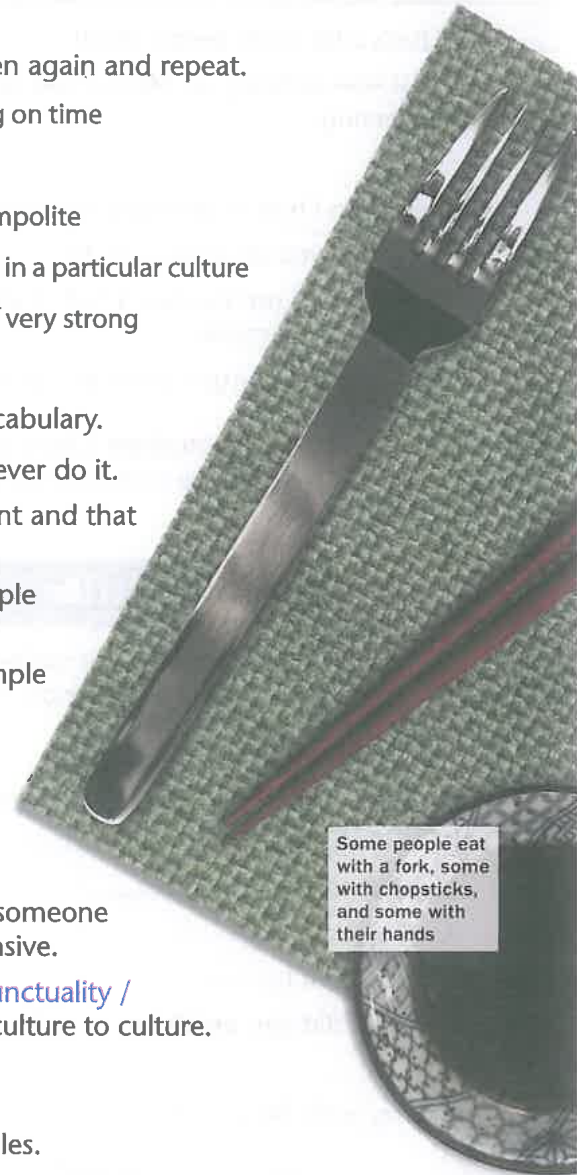 en again and repeat.
g on time
mpolite
in a particular culture
very strong
cabulary.
ever do it.
nt and that
ple
nple
Some people eat
with a fork, some
with chopsticks,
and some with
their hands
someone
nsive.
unctuality /
culture to culture.
les.